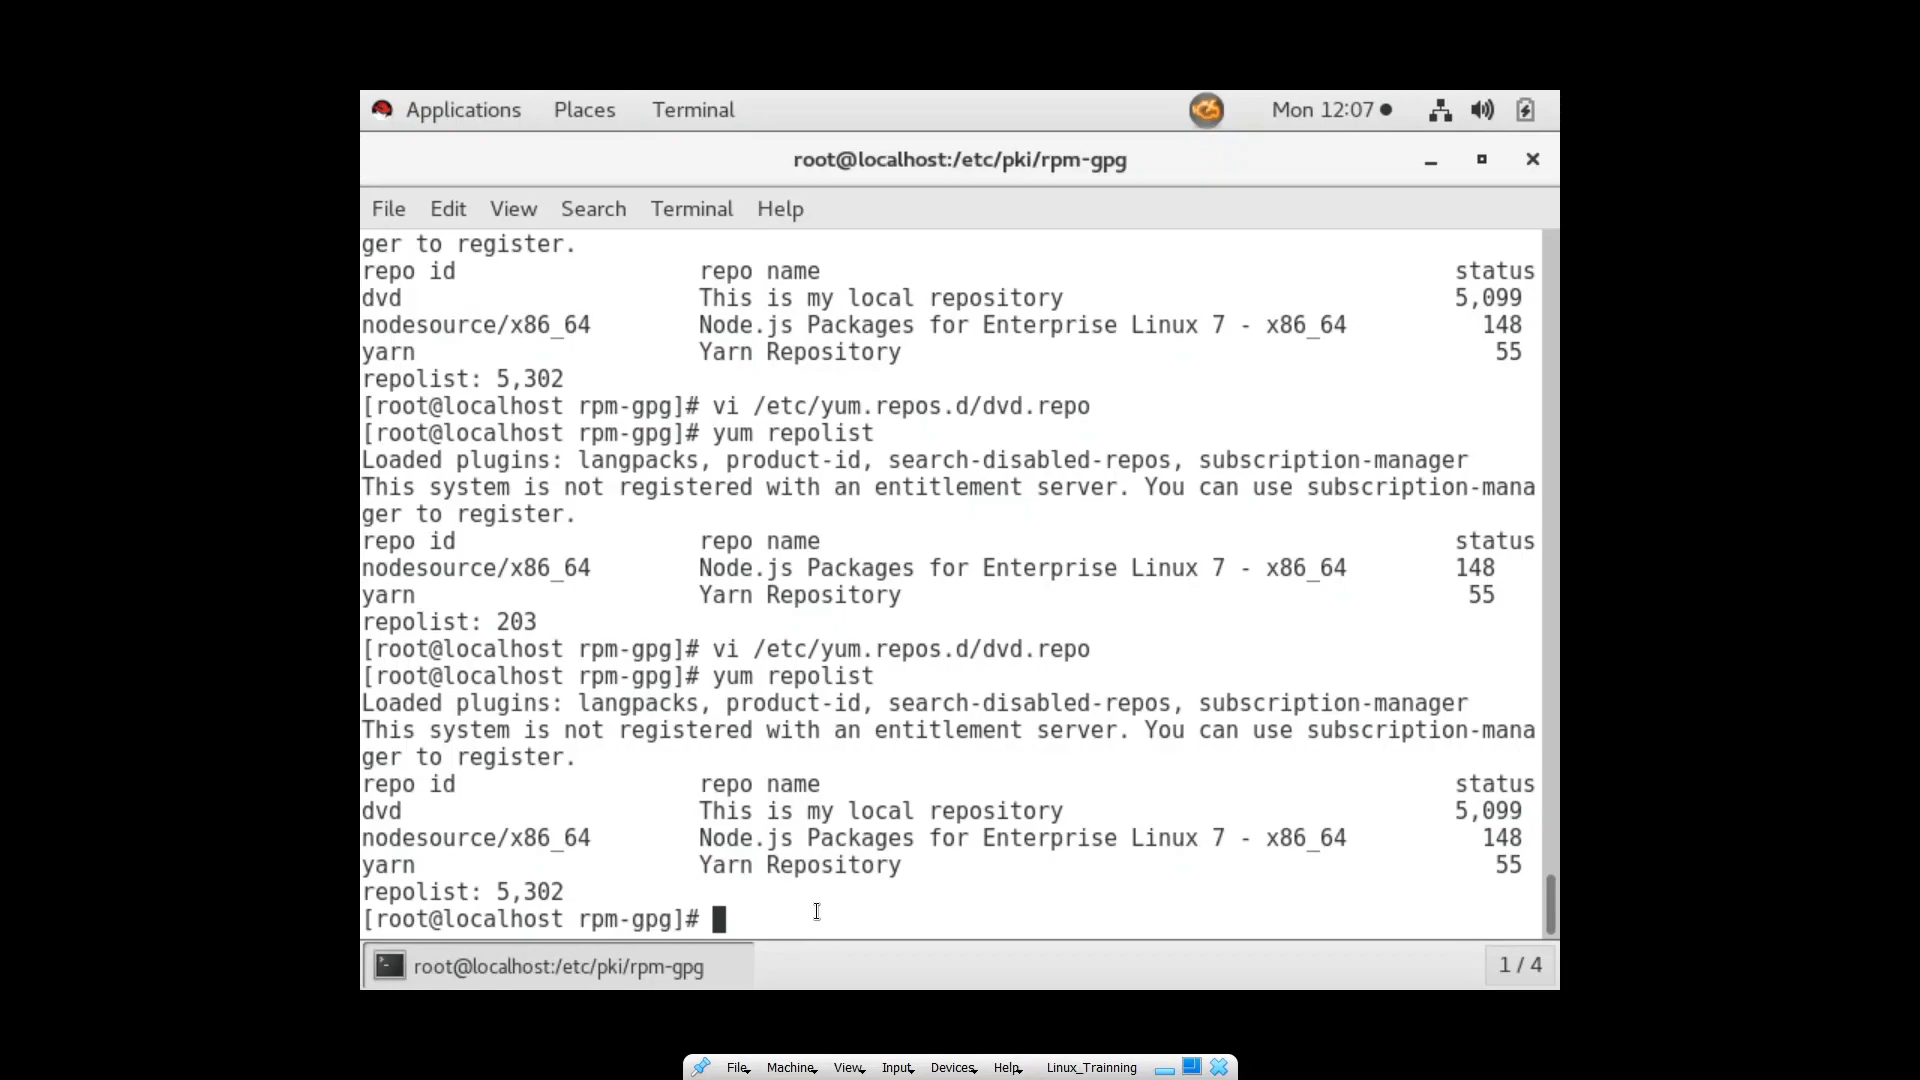 Applications Places Terminal Mon 12:07
root@localhost:/etc/pki/rpm-gpg
File Edit View Search Terminal Help
ger to register.
repo id repo name status
dvd This is my local repository 5,099
nodesource/x86_64 Node.js Packages for Enterprise Linux 7 - x86_64 148
yarn Yarn Repository 55
repolist: 5,302
[root@localhost rpm-gpg]# vi /etc/yum.repos.d/dvd.repo
[root@localhost rpm-gpg]# yum repolist
Loaded plugins: langpacks, product-id, search-disabled-repos, subscription-manager
This system is not registered with an entitlement server. You can use subscription-mana
ger to register.
repo id repo name status
nodesource/x86_64 Node.js Packages for Enterprise Linux 7 - x86_64 148
yarn Yarn Repository 55
repolist: 203
[root@localhost rpm-gpg]# vi /etc/yum.repos.d/dvd.repo
[root@localhost rpm-gpg]# yum repolist
Loaded plugins: langpacks, product-id, search-disabled-repos, subscription-manager
This system is not registered with an entitlement server. You can use subscription-mana
ger to register.
repo id repo name status
dvd This is my local repository 5,099
nodesource/x86_64 Node.js Packages for Enterprise Linux 7 - x86_64 148
yarn Yarn Repository 55
repolist: 5,302
[root@localhost rpm-gpg]#
root@localhost:/etc/pki/rpm-gpg 1 / 4
File Machine View Input Devices Help Linux_Trainning